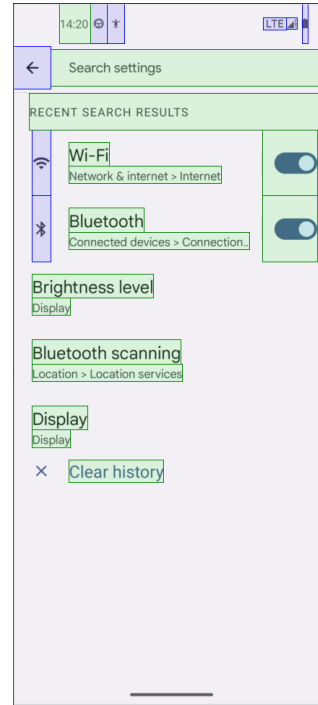 14:20
LTE
Search settings
RECENT SEARCH RESULTS
Wi-Fi
Network & internet > Internet
Bluetooth
Connected devices > Connection..
Brightness level
Display
Bluetooth scanning
Location > Location services
Display
Display
Clear history